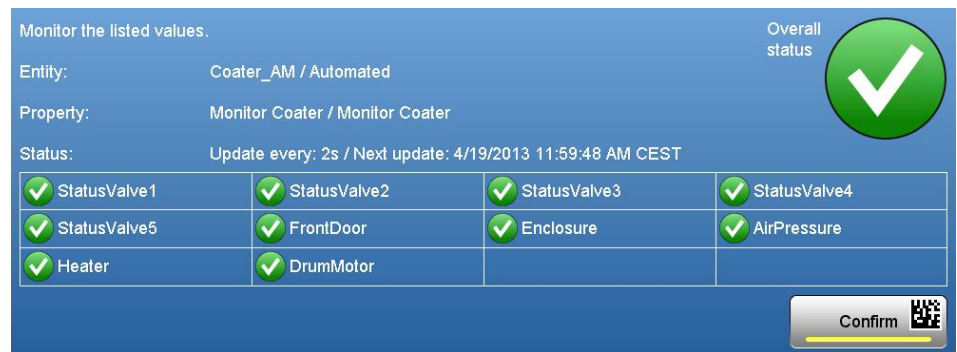 Monitor the listed values.
Overall
status
Entity: Coater_AM / Automated
Property: Monitor Coater / Monitor Coater
Status: Update every: 2s / Next update: 4/19/2013 11:59:48 AM CEST
StatusValve1 StatusValve2 StatusValve3 StatusValve4
StatusValve5 FrontDoor Enclosure AirPressure
Heater DrumMotor
Confirm